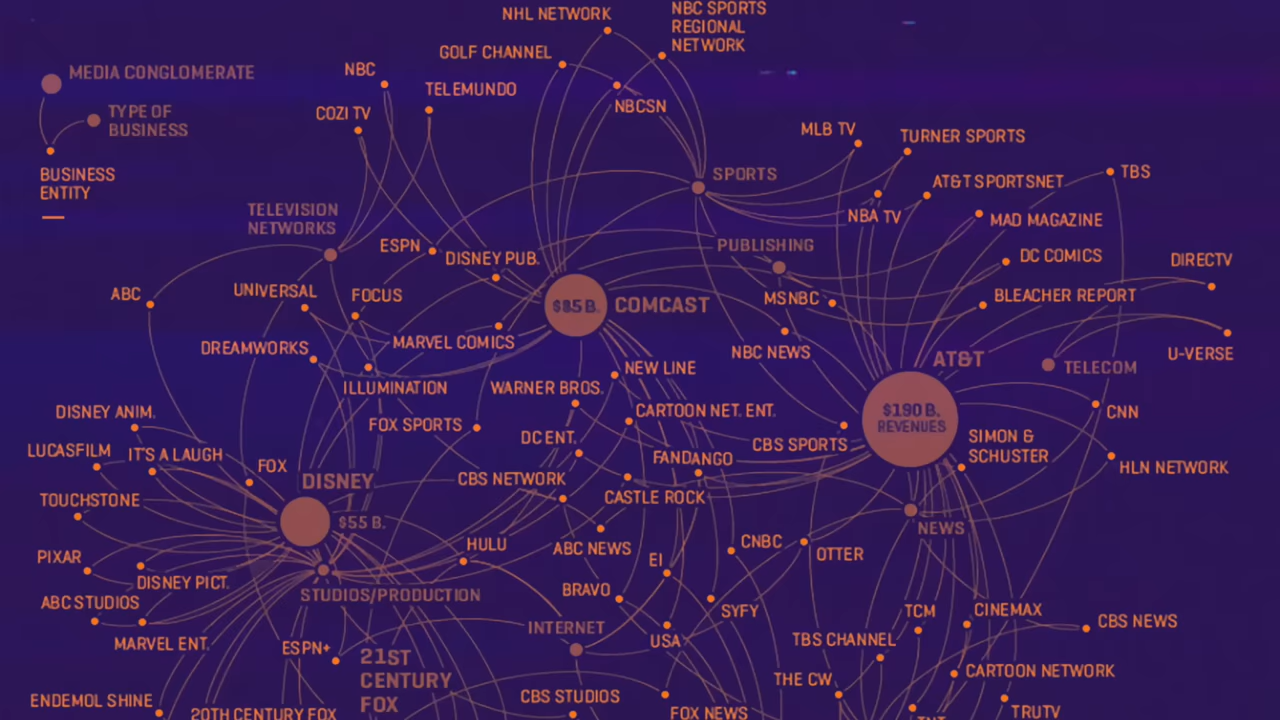 NHL NETWORK
NBC SPORTS
REGIONAL
NETWORK
GOLF CHANNEL
MEDIA CONGLOMERATE
NBC
TELEMUNDO
NBCSN
TYPE OF
BUSINESS
COZI TV
MLB TV
TURNER SPORTS
BUSINESS
ENTITY
SPORTS
AT&T SPORTSNET
TBS
TELEVISION
NETWORKS
NBA TV
MAD MAGAZINE
ESPN
DISNEY PUB.
PUBLISHING
DC COMICS
DIRECTV
ABC
UNIVERSAL
FOCUS
$85 B.
COMCAST
MSNBC
BLEACHER REPORT
DREAMWORKS
MARVEL COMICS
NBC NEWS
AT&T
TELECOM
U-VERSE
ILLUMINATION
WARNER BROS.
NEW LINE
DISNEY ANIM.
FOX SPORTS
CARTOON NET. ENT.
$190 B.
REVENUES
CNN
LUCASFILM
IT'S A LAUGH
FOX
DC ENT.
CBS SPORTS
SIMON &
SCHUSTER
FANDANGO
HLN NETWORK
DISNEY
CBS NETWORK
TOUCHSTONE
CASTLE ROCK
$55 B.
NEWS
PIXAR
DISNEY PICT.
HULU
ABC NEWS
E!
CNBC
OTTER
ABC STUDIOS
STUDIOS/PRODUCTION
BRAVO
SYFY
TCM
CINEMAX
CBS NEWS
MARVEL ENT.
ESPN+
INTERNET
USA
TBS CHANNEL
21ST
CENTURY
FOX
THE CW
CARTOON NETWORK
ENDEMOL SHINE
20TH CENTURY FOX
CBS STUDIOS
FOX NEWS
TNT
TRUTV